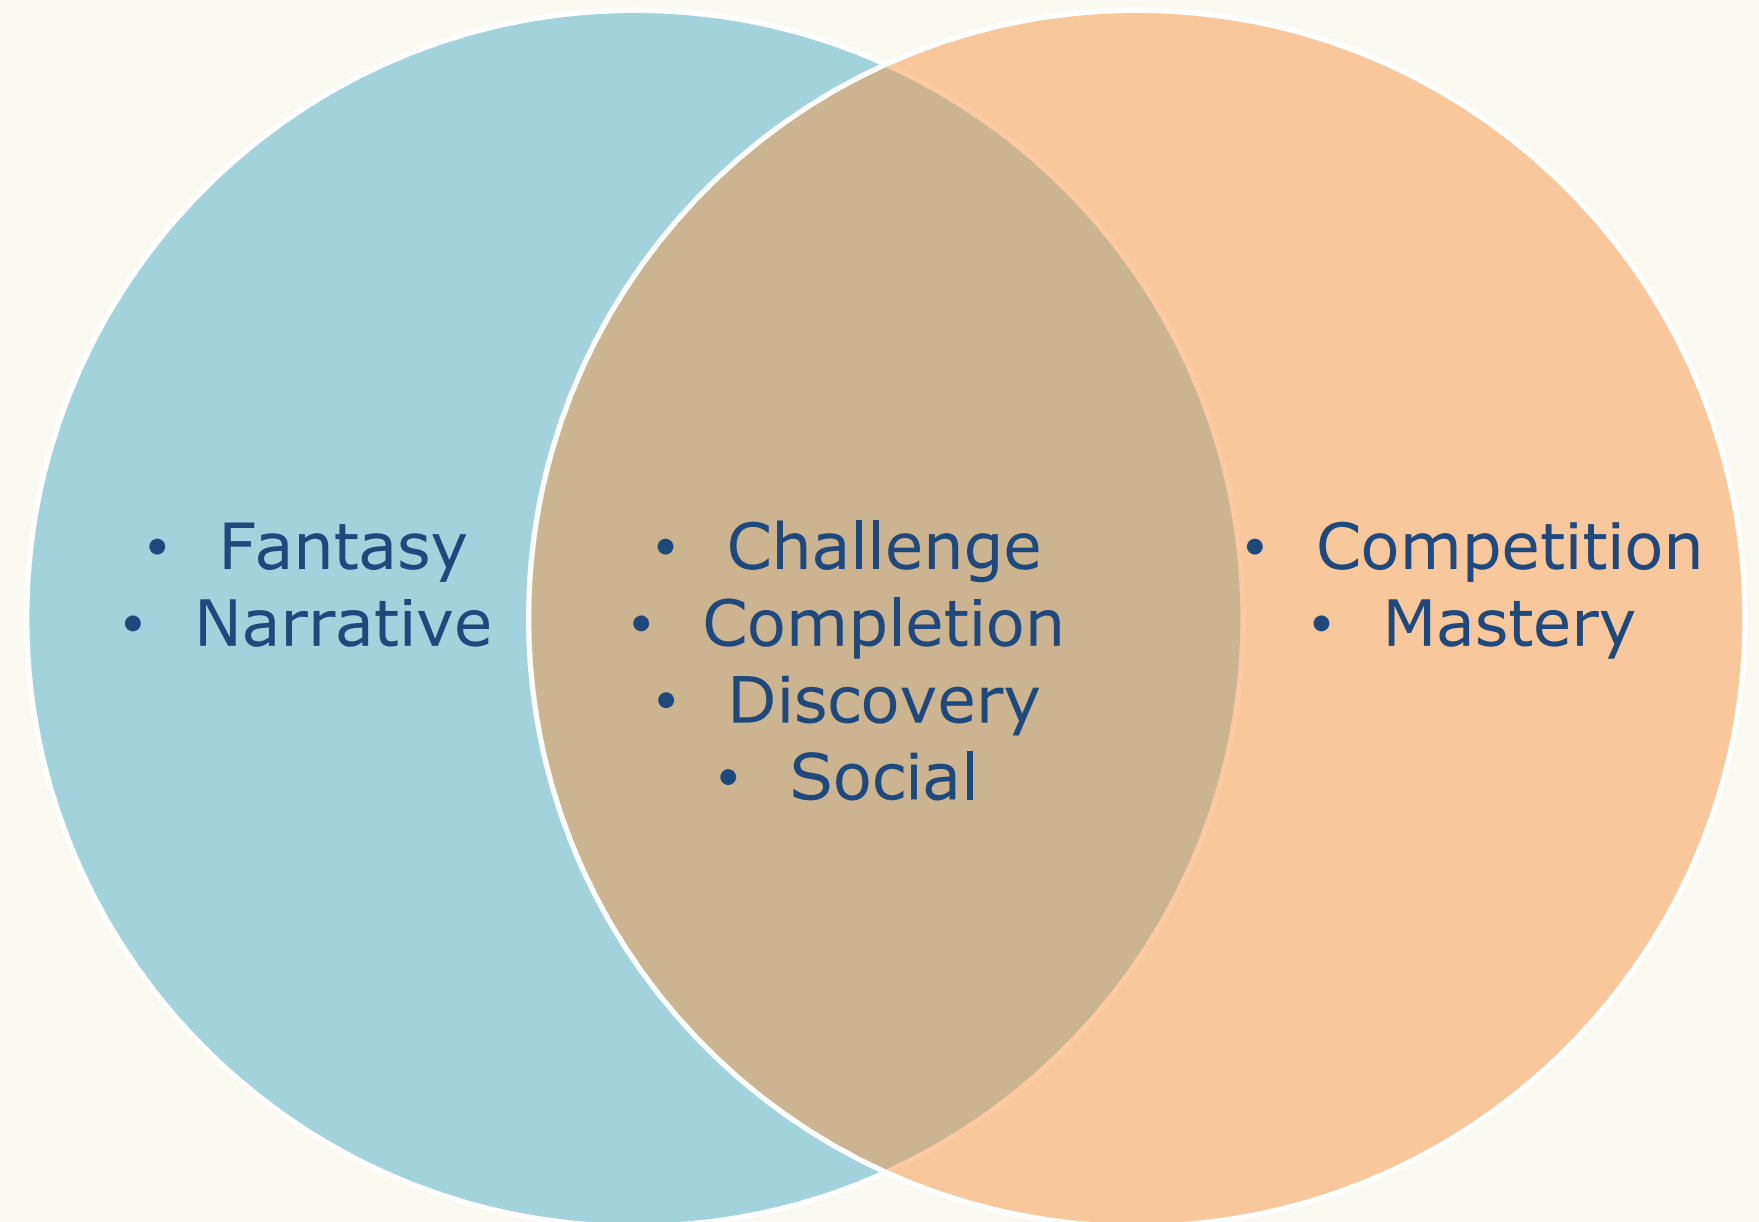 • Fantasy
• Narrative
• Challenge
• Completion
• Discovery
• Social
• Competition
• Mastery